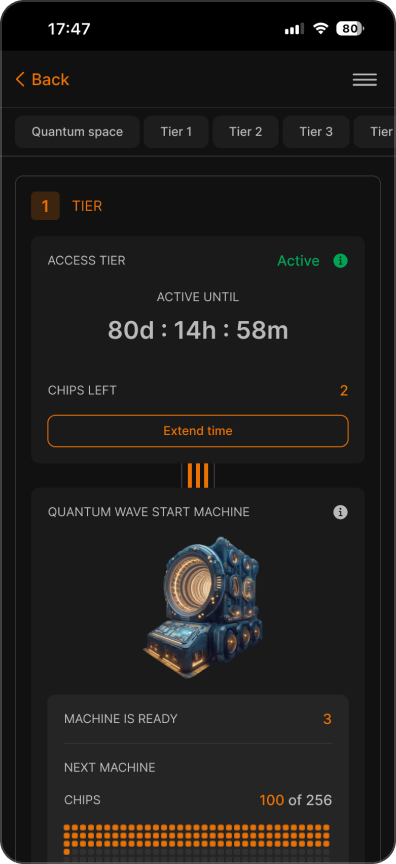 17:47
80
Back
Quantum space
Tier 1
Tier 2
Tier 3
Tier
1
TIER
ACCESS TIER
Active
ACTIVE UNTIL
80d : 14h : 58m
CHIPS LEFT
2
Extend time
QUANTUM WAVE START MACHINE
MACHINE IS READY
3
NEXT MACHINE
CHIPS
100 of 256